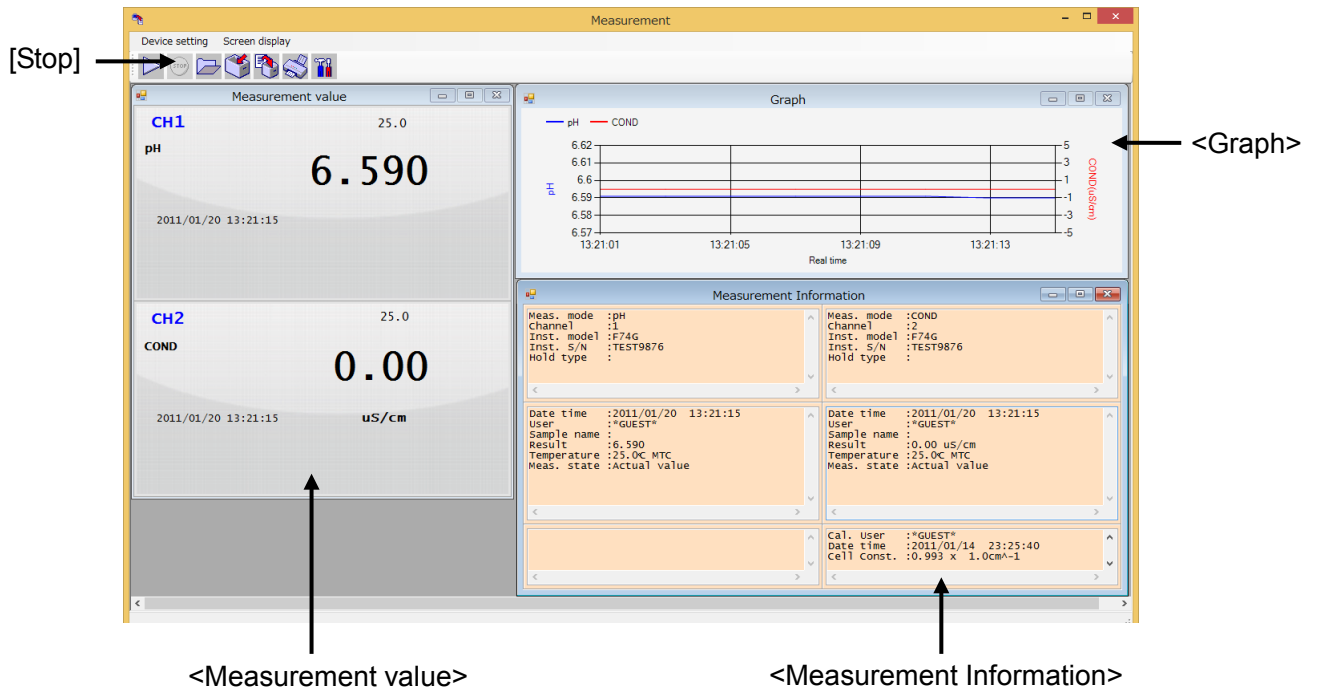 Measurement
Device setting Screen display
[Stop]
STOP
Measurement value
CH1 25.0
pH
6.590
2011/01/20 13:21:15
CH2 25.0
COND
0.00
2011/01/20 13:21:15 uS/cm
Graph
pH COND
6.62
6.61
6.6
6.59
6.58
6.57
pH
5
3
1
-1
-3
-5
COND(uS/cm)
13:21:01 13:21:05 13:21:09 13:21:13
Real time
<Graph>
Measurement Information
Meas. mode :pH
Channel :1
Inst. model :F74G
Inst. S/N :TEST9876
Hold type :
Meas. mode :COND
Channel :2
Inst. model :F74G
Inst. S/N :TEST9876
Hold type :
Date time :2011/01/20 13:21:15
User :*GUEST*
Sample name :
Result :6.590
Temperature :25.0℃ MTC
Meas. state :Actual value
Date time :2011/01/20 13:21:15
User :*GUEST*
Sample name :
Result :0.00 uS/cm
Temperature :25.0℃ MTC
Meas. state :Actual value
Cal. User :*GUEST*
Date time :2011/01/14 23:25:40
Cell Const. :0.993 x 1.0cm^-1
<Measurement value>
<Measurement Information>